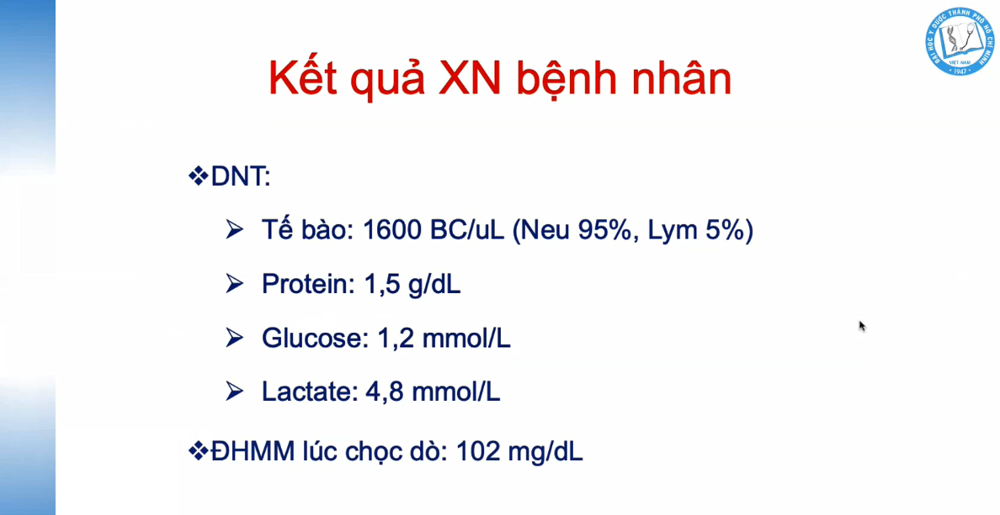 ĐẠI HỌC Y DƯỢC THÀNH PHỐ HỒ CHÍ MINH
VIỆT NAM
1947
Kết quả XN bệnh nhân
❖DNT:
➢ Tế bào: 1600 BC/uL (Neu 95%, Lym 5%)
➢ Protein: 1,5 g/dL
➢ Glucose: 1,2 mmol/L
➢ Lactate: 4,8 mmol/L
❖ĐHMM lúc chọc dò: 102 mg/dL